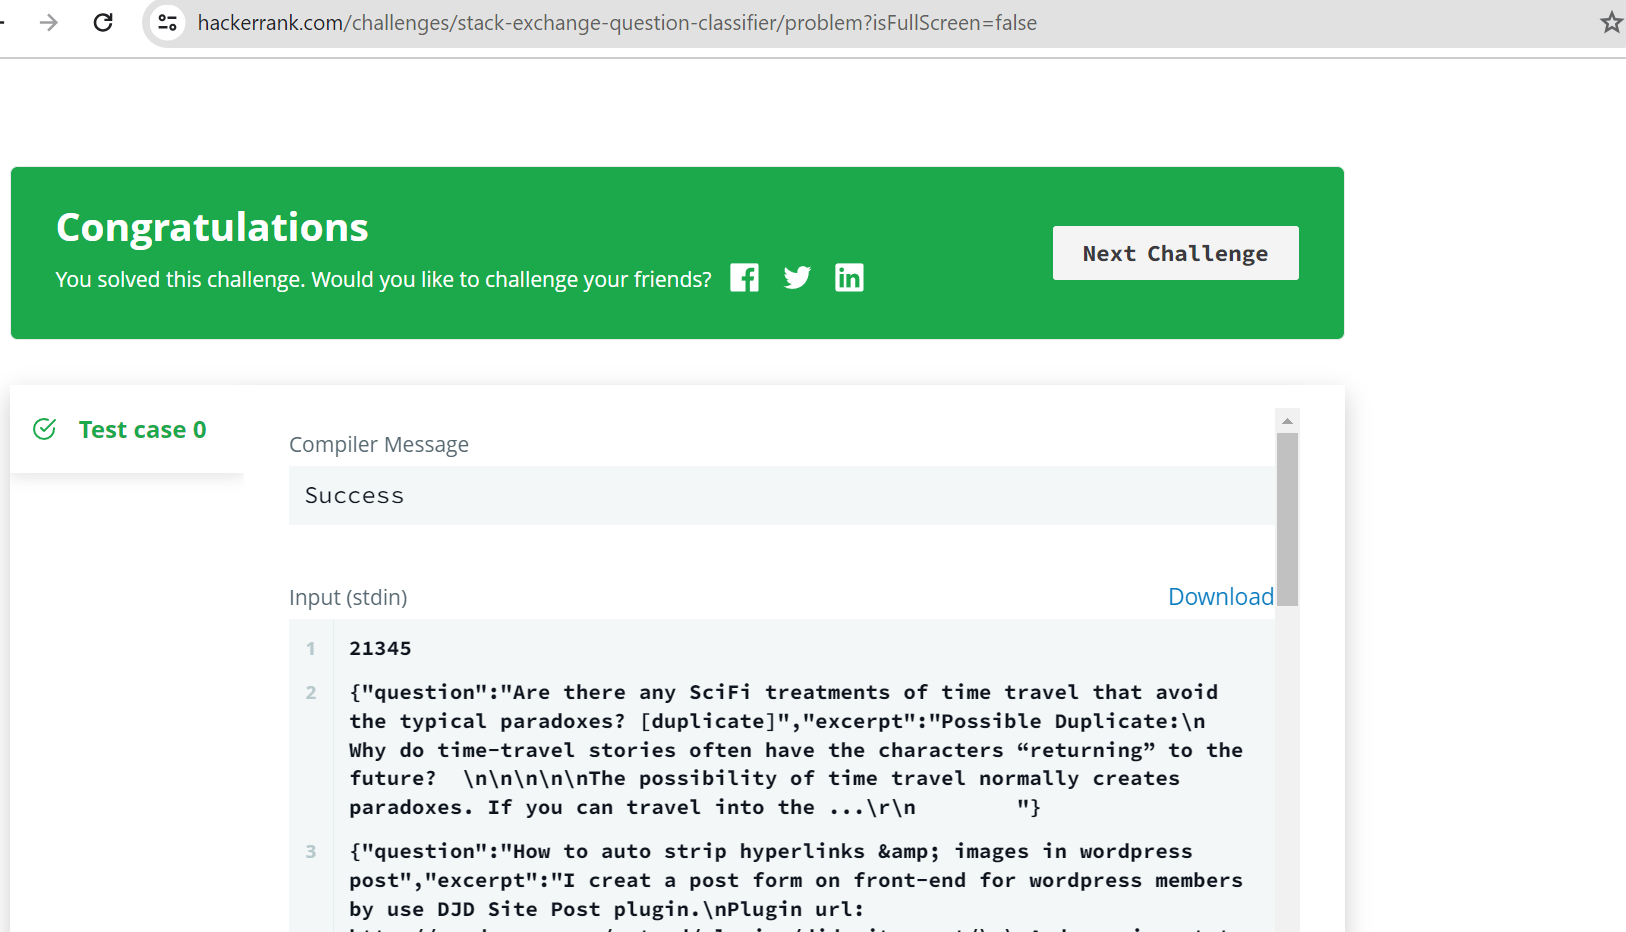 hackerrank.com/challenges/stack-exchange-question-classifier/problem?isFullScreen=false
Congratulations
You solved this challenge. Would you like to challenge your friends?
Next Challenge
Test case 0
Compiler Message
Success
Input (stdin)
Download
1
21345
2
{"question":"Are there any SciFi treatments of time travel that avoid
the typical paradoxes? [duplicate]","excerpt":"Possible Duplicate:\n
Why do time-travel stories often have the characters “returning” to the
future?  \n\n\n\n\nThe possibility of time travel normally creates
paradoxes. If you can travel into the ...\r\n        "}
3
{"question":"How to auto strip hyperlinks &amp; images in wordpress
post","excerpt":"I creat a post form on front-end for wordpress members
by use DJD Site Post plugin.\nPlugin url: